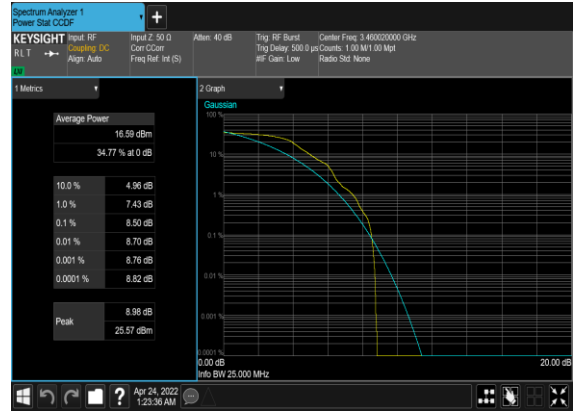 Spectrum Analyzer 1
Power Stat CCDF
KEYSIGHT
RLT
LM
Input: RF
Coupling: DC
Align: Auto
Input Z: 50 Ω
Corr CCorr
Freq Ref: Int (S)
Atten: 40 dB
Trig: RF Burst
Trig Delay: 500.0 µs
#IF Gain: Low
Center Freq: 3.460020000 GHz
Counts: 1.00 M/1.00 Mpt
Radio Std: None
1 Metrics
Average Power
16.59 dBm
34.77 % at 0 dB
10.0 % 4.96 dB
1.0 % 7.43 dB
0.1 % 8.50 dB
0.01 % 8.70 dB
0.001 % 8.76 dB
0.0001 % 8.82 dB
Peak
8.98 dB
25.57 dBm
2 Graph
Gaussian
100 %
10 %
1 %
0.1 %
0.01 %
0.001 %
0.0001 %
0.00 dB 20.00 dB
Info BW 25.000 MHz
?
Apr 24, 2022
1:23:36 AM